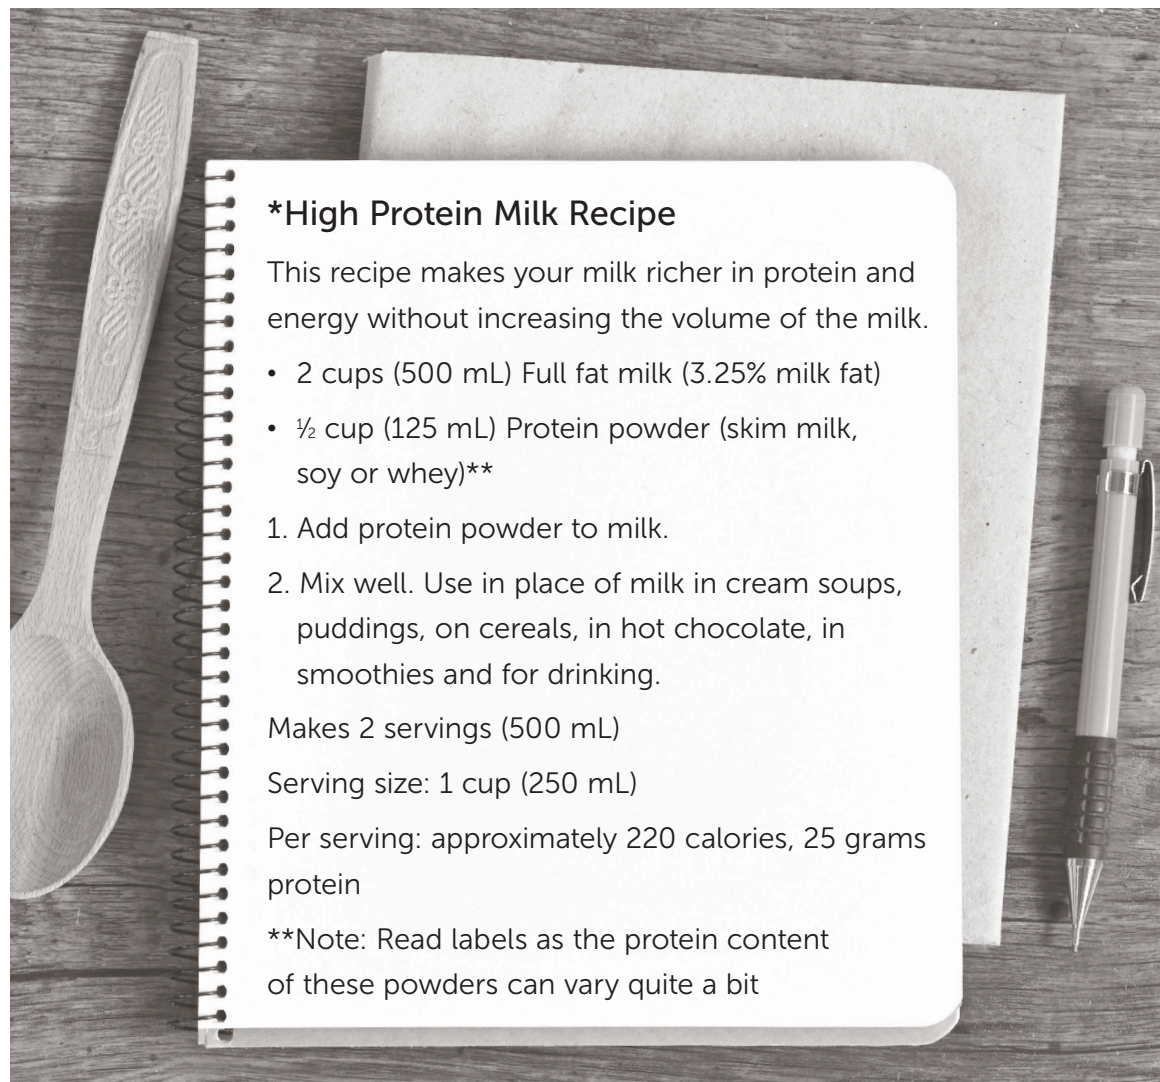 *High Protein Milk Recipe
This recipe makes your milk richer in protein and
energy without increasing the volume of the milk.
• 2 cups (500 mL) Full fat milk (3.25% milk fat)
• ½ cup (125 mL) Protein powder (skim milk,
soy or whey)**
1. Add protein powder to milk.
2. Mix well. Use in place of milk in cream soups,
puddings, on cereals, in hot chocolate, in
smoothies and for drinking.
Makes 2 servings (500 mL)
Serving size: 1 cup (250 mL)
Per serving: approximately 220 calories, 25 grams
protein
**Note: Read labels as the protein content
of these powders can vary quite a bit